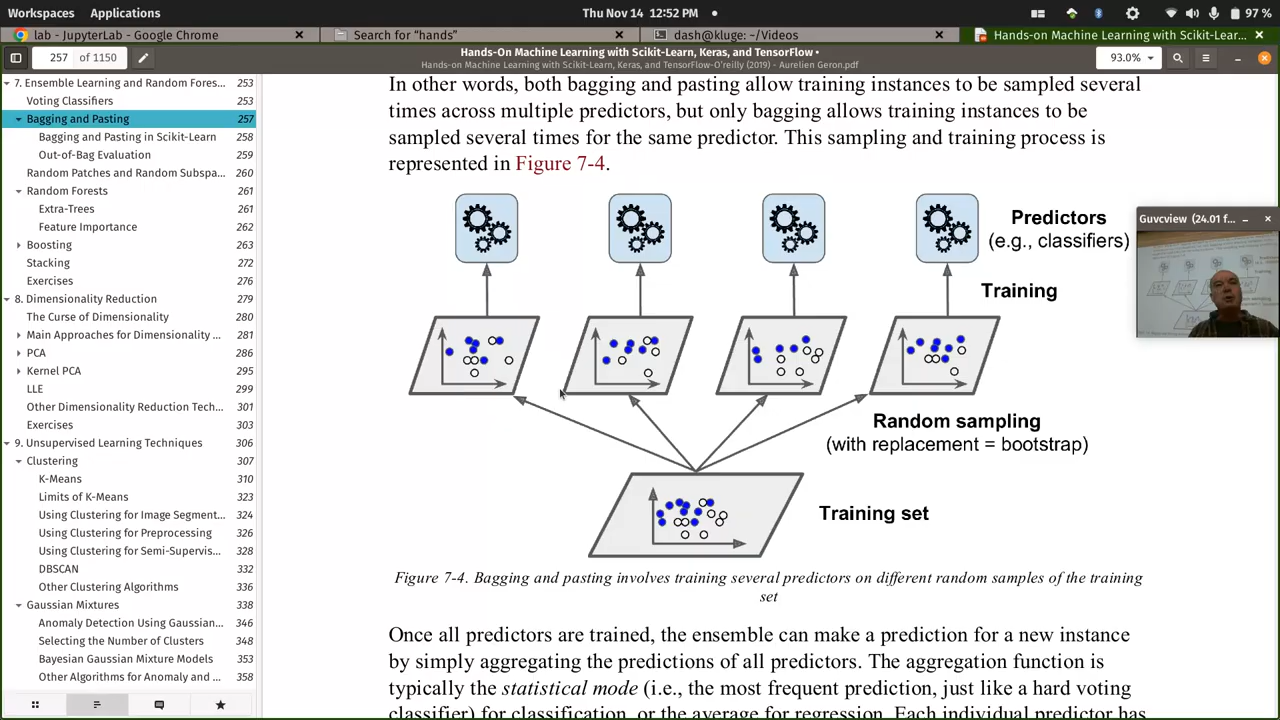 Workspaces Applications Thu Nov 14 12:52 PM 97 %
lab - JupyterLab - Google Chrome Search for “hands” dash@kluge: ~/Videos Hands-On Machine Learning with Scikit-Lear...
257 of 1150 Hands-On Machine Learning with Scikit-Learn, Keras, and TensorFlow • 93.0%
Hands-on Machine Learning with Scikit-Learn, Keras, and TensorFlow-O’reilly (2019) - Aurelien Geron.pdf
7. Ensemble Learning and Random Fores... 253
Voting Classifiers 253
Bagging and Pasting 257
Bagging and Pasting in Scikit-Learn 258
Out-of-Bag Evaluation 259
Random Patches and Random Subspa... 260
Random Forests 261
Extra-Trees 261
Feature Importance 262
Boosting 263
Stacking 272
Exercises 276
8. Dimensionality Reduction 279
The Curse of Dimensionality 280
Main Approaches for Dimensionality ... 281
PCA 286
Kernel PCA 295
LLE 299
Other Dimensionality Reduction Tech... 301
Exercises 303
9. Unsupervised Learning Techniques 306
Clustering 307
K-Means 310
Limits of K-Means 323
Using Clustering for Image Segment... 324
Using Clustering for Preprocessing 326
Using Clustering for Semi-Supervis... 328
DBSCAN 332
Other Clustering Algorithms 336
Gaussian Mixtures 338
Anomaly Detection Using Gaussian... 346
Selecting the Number of Clusters 348
Bayesian Gaussian Mixture Models 353
Other Algorithms for Anomaly and ... 358
In other words, both bagging and pasting allow training instances to be sampled several
times across multiple predictors, but only bagging allows training instances to be
sampled several times for the same predictor. This sampling and training process is
represented in Figure 7-4.
Predictors
(e.g., classifiers)
Training
Random sampling
(with replacement = bootstrap)
Training set
Figure 7-4. Bagging and pasting involves training several predictors on different random samples of the training
set
Once all predictors are trained, the ensemble can make a prediction for a new instance
by simply aggregating the predictions of all predictors. The aggregation function is
typically the statistical mode (i.e., the most frequent prediction, just like a hard voting
classifier) for classification, or the average for regression. Each individual predictor has
Guvcview (24.01 f...